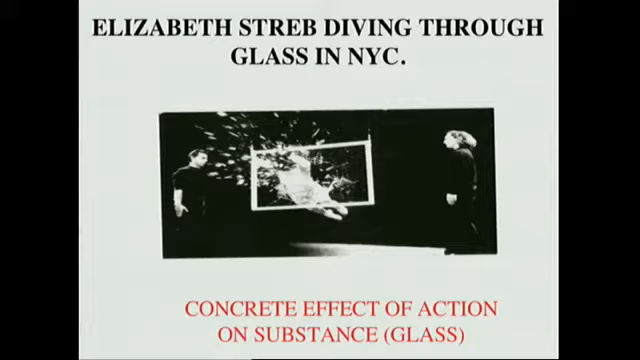 ELIZABETH STREB DIVING THROUGH
GLASS IN NYC.
CONCRETE EFFECT OF ACTION
ON SUBSTANCE (GLASS)